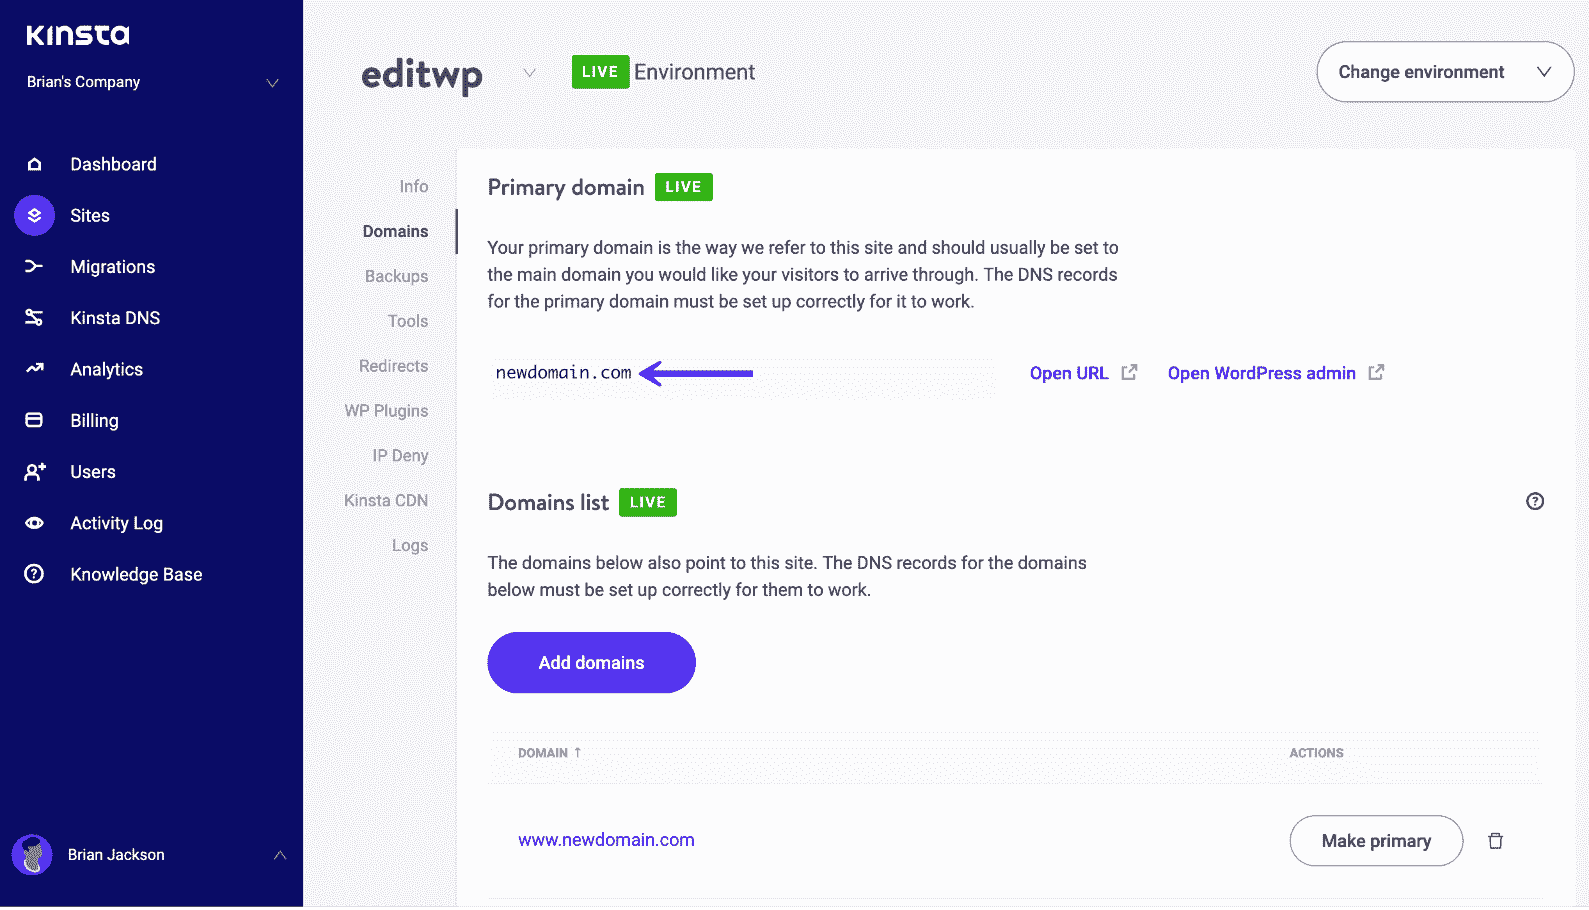 KINSTA
Brian's Company
Dashboard
Sites
Migrations
Kinsta DNS
Analytics
Billing
Users
Activity Log
Knowledge Base
Brian Jackson
editwp
LIVE Environment
Change environment
Info
Domains
Backups
Tools
Redirects
WP Plugins
IP Deny
Kinsta CDN
Logs
Primary domain LIVE
Your primary domain is the way we refer to this site and should usually be set to
the main domain you would like your visitors to arrive through. The DNS records
for the primary domain must be set up correctly for it to work.
newdomain.com
Open URL
Open WordPress admin
Domains list LIVE
The domains below also point to this site. The DNS records for the domains
below must be set up correctly for them to work.
Add domains
DOMAIN ↑
ACTIONS
www.newdomain.com
Make primary